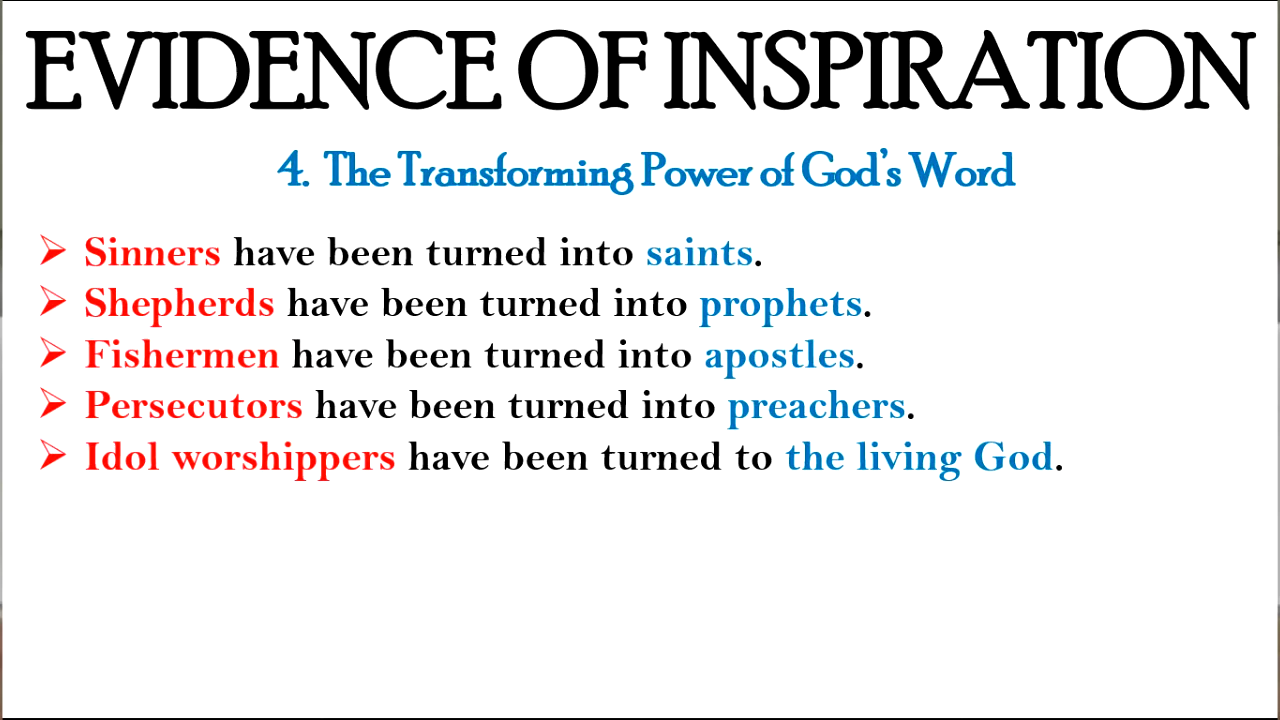 EVIDENCE OF INSPIRATION
4. The Transforming Power of God's Word
➢ Sinners have been turned into saints.
➢ Shepherds have been turned into prophets.
➢ Fishermen have been turned into apostles.
➢ Persecutors have been turned into preachers.
➢ Idol worshippers have been turned to the living God.